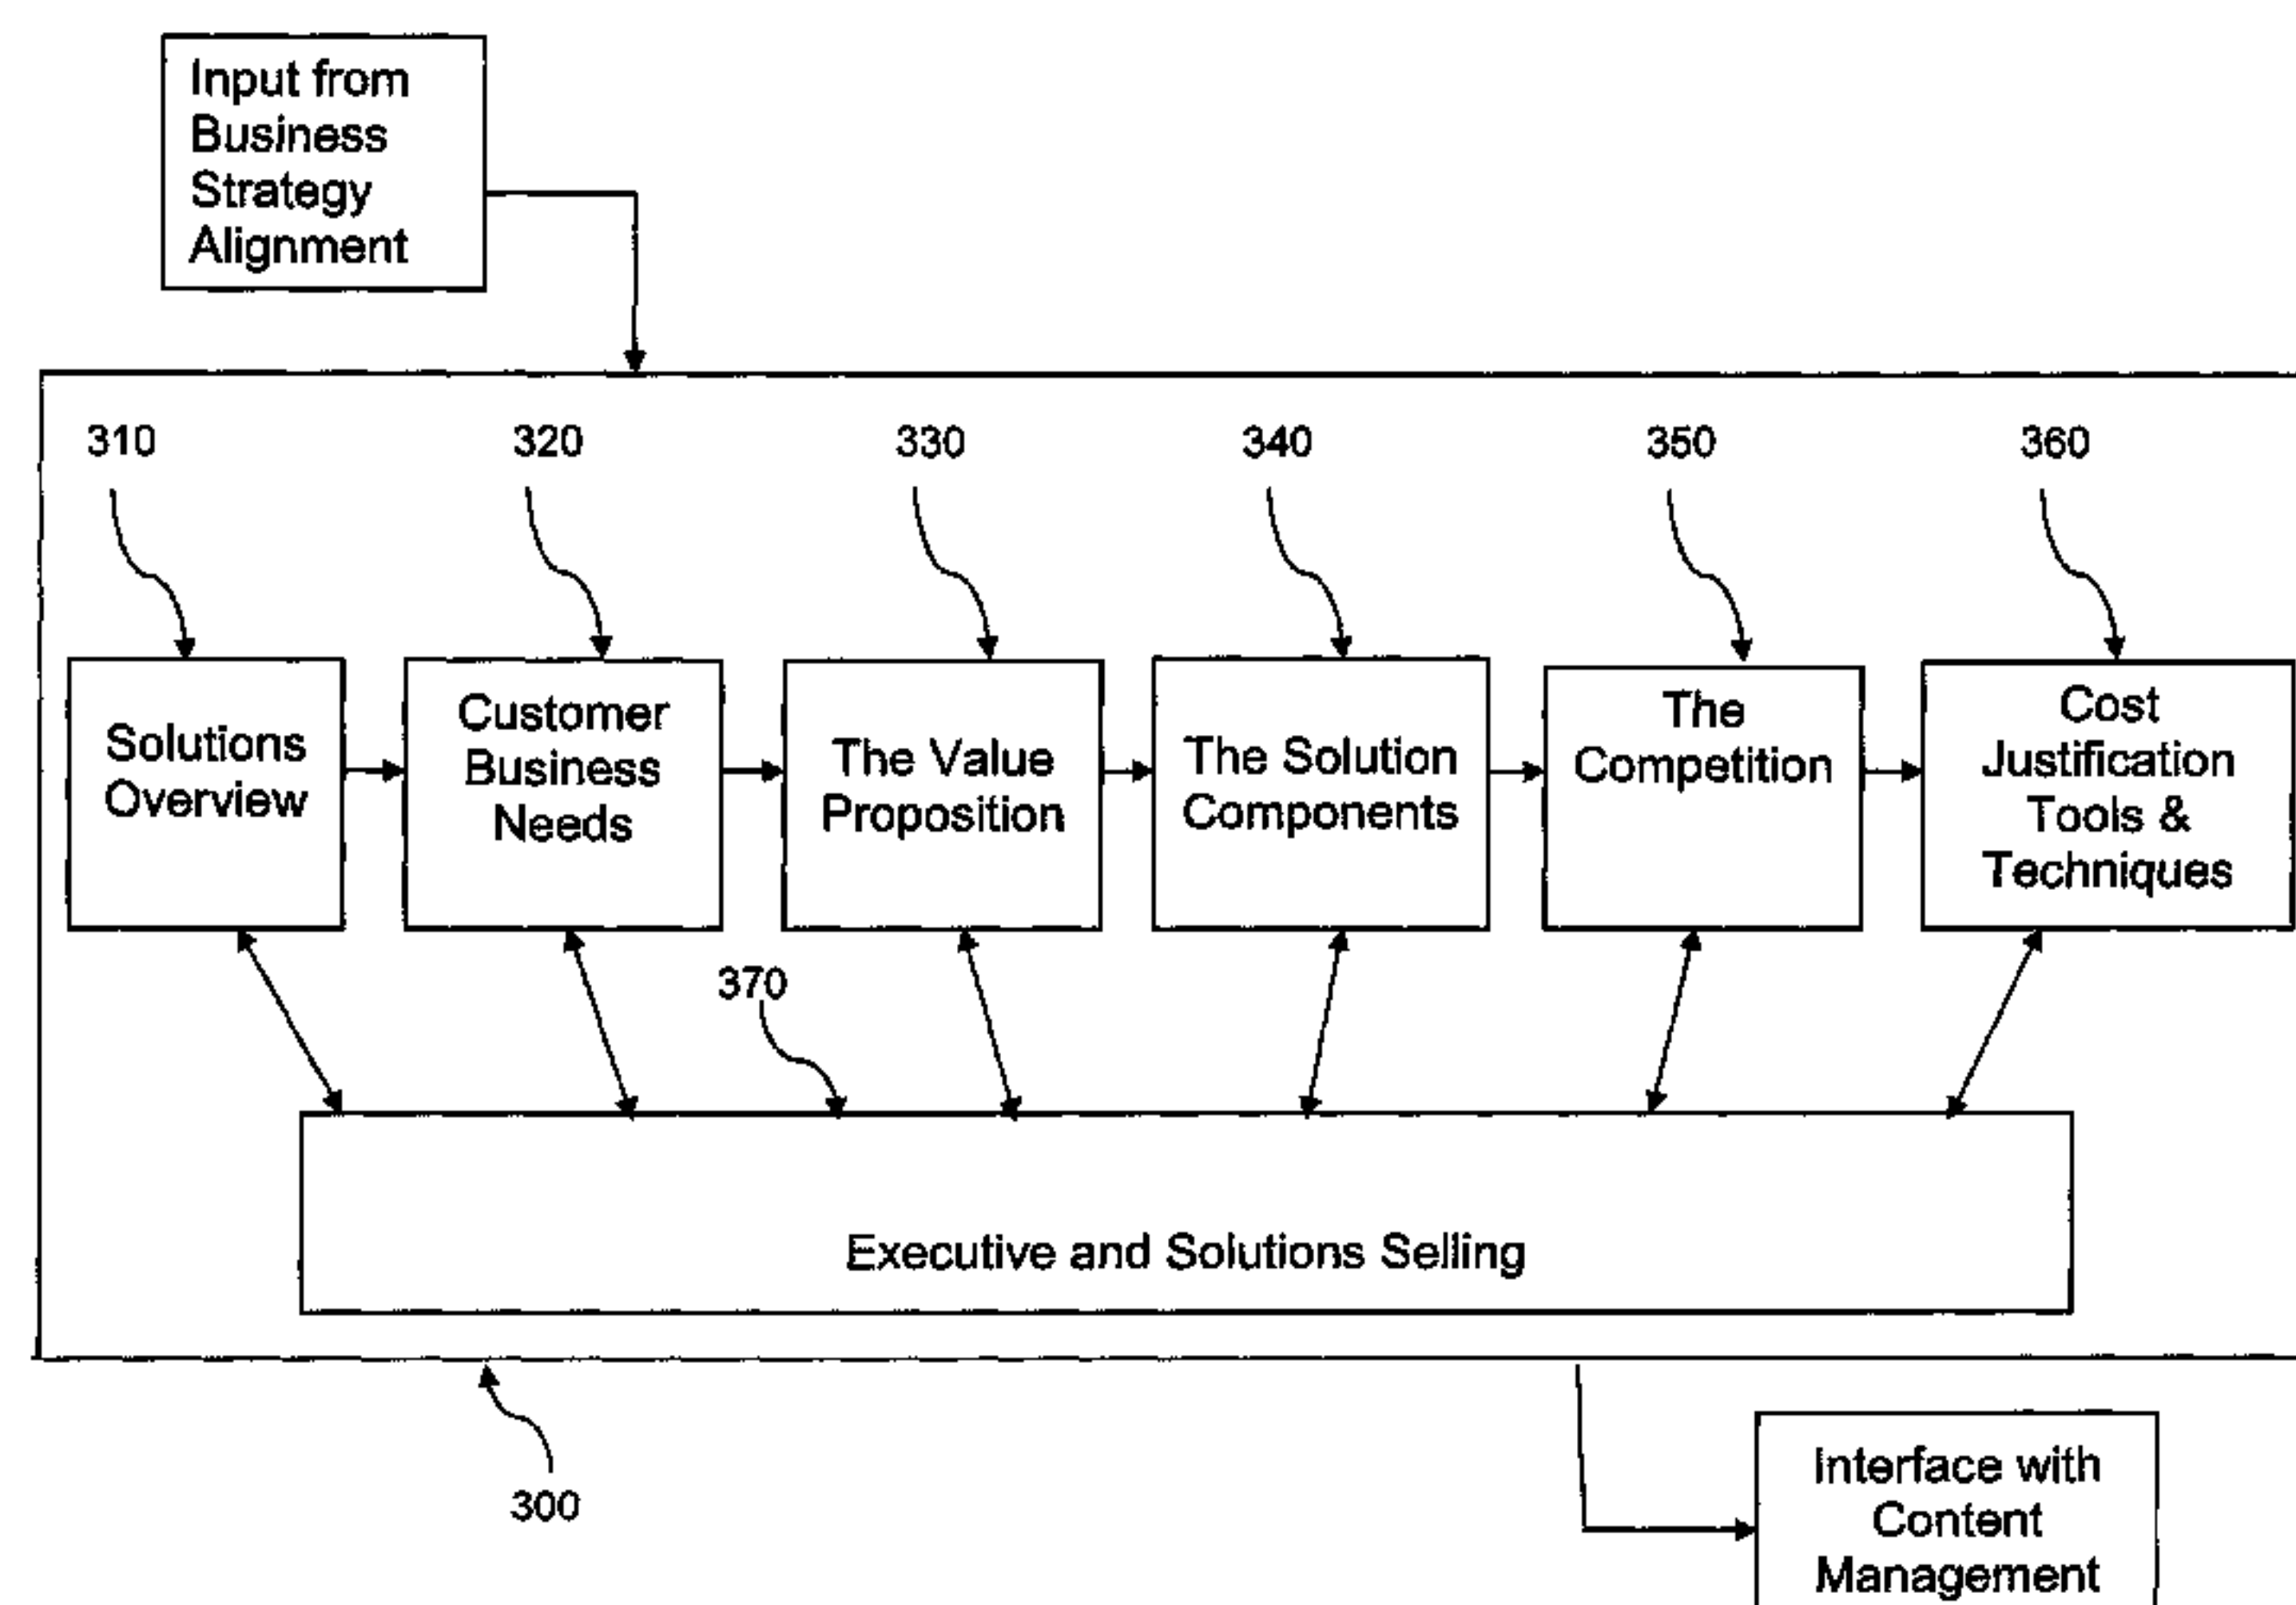 Input from
Business
Strategy
Alignment
310
320
330
340
350
360
Solutions
Overview
Customer
Business
Needs
The Value
Proposition
The Solution
Components
The
Competition
Cost
Justification
Tools &
Techniques
370
Executive and Solutions Selling
300
Interface with
Content
Management